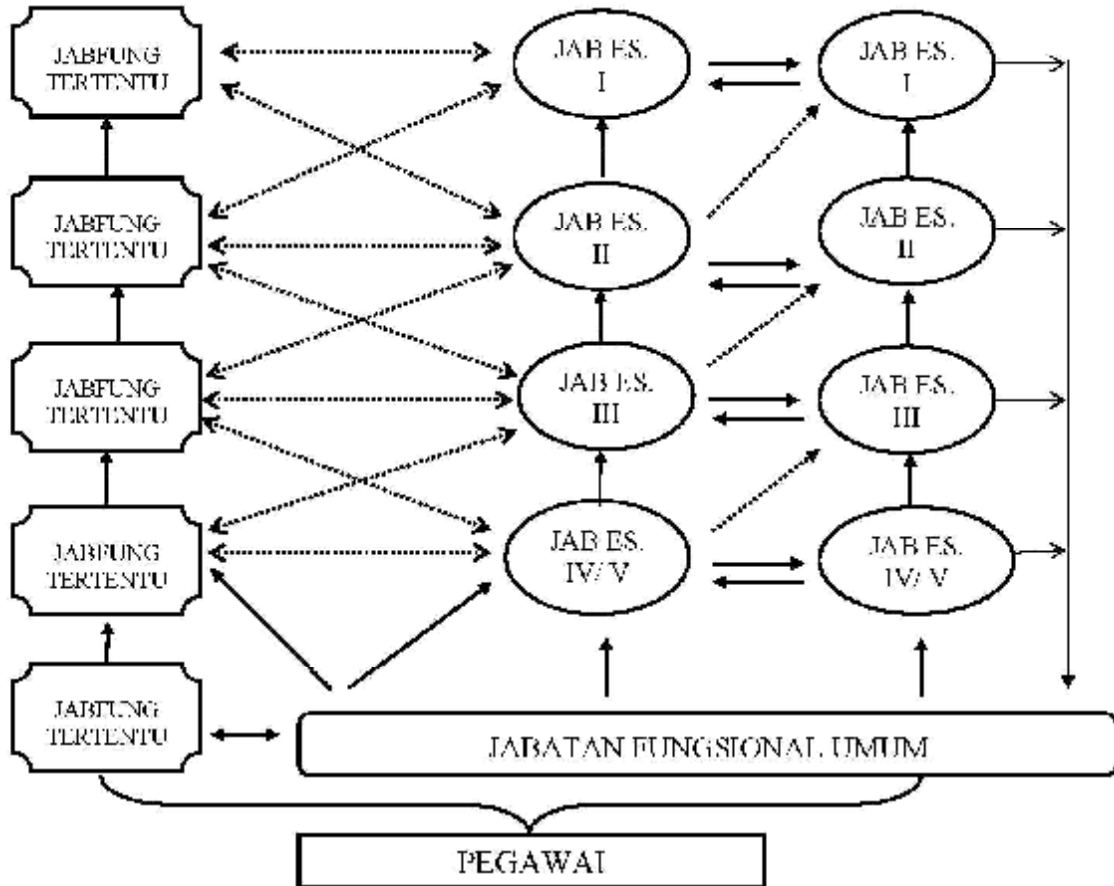 JABFUNG
TERTENTU
JAB ES.
I
JAB ES.
I
JABFUNG
TERTENTU
JAB ES.
II
JAB ES.
II
JABFUNG
TERTENTU
JAB ES.
III
JAB ES.
III
JABFUNG
TERTENTU
JAB ES.
IV/ V
JAB ES.
IV/ V
JABFUNG
TERTENTU
JABATAN FUNGSIONAL UMUM
PEGAWAI